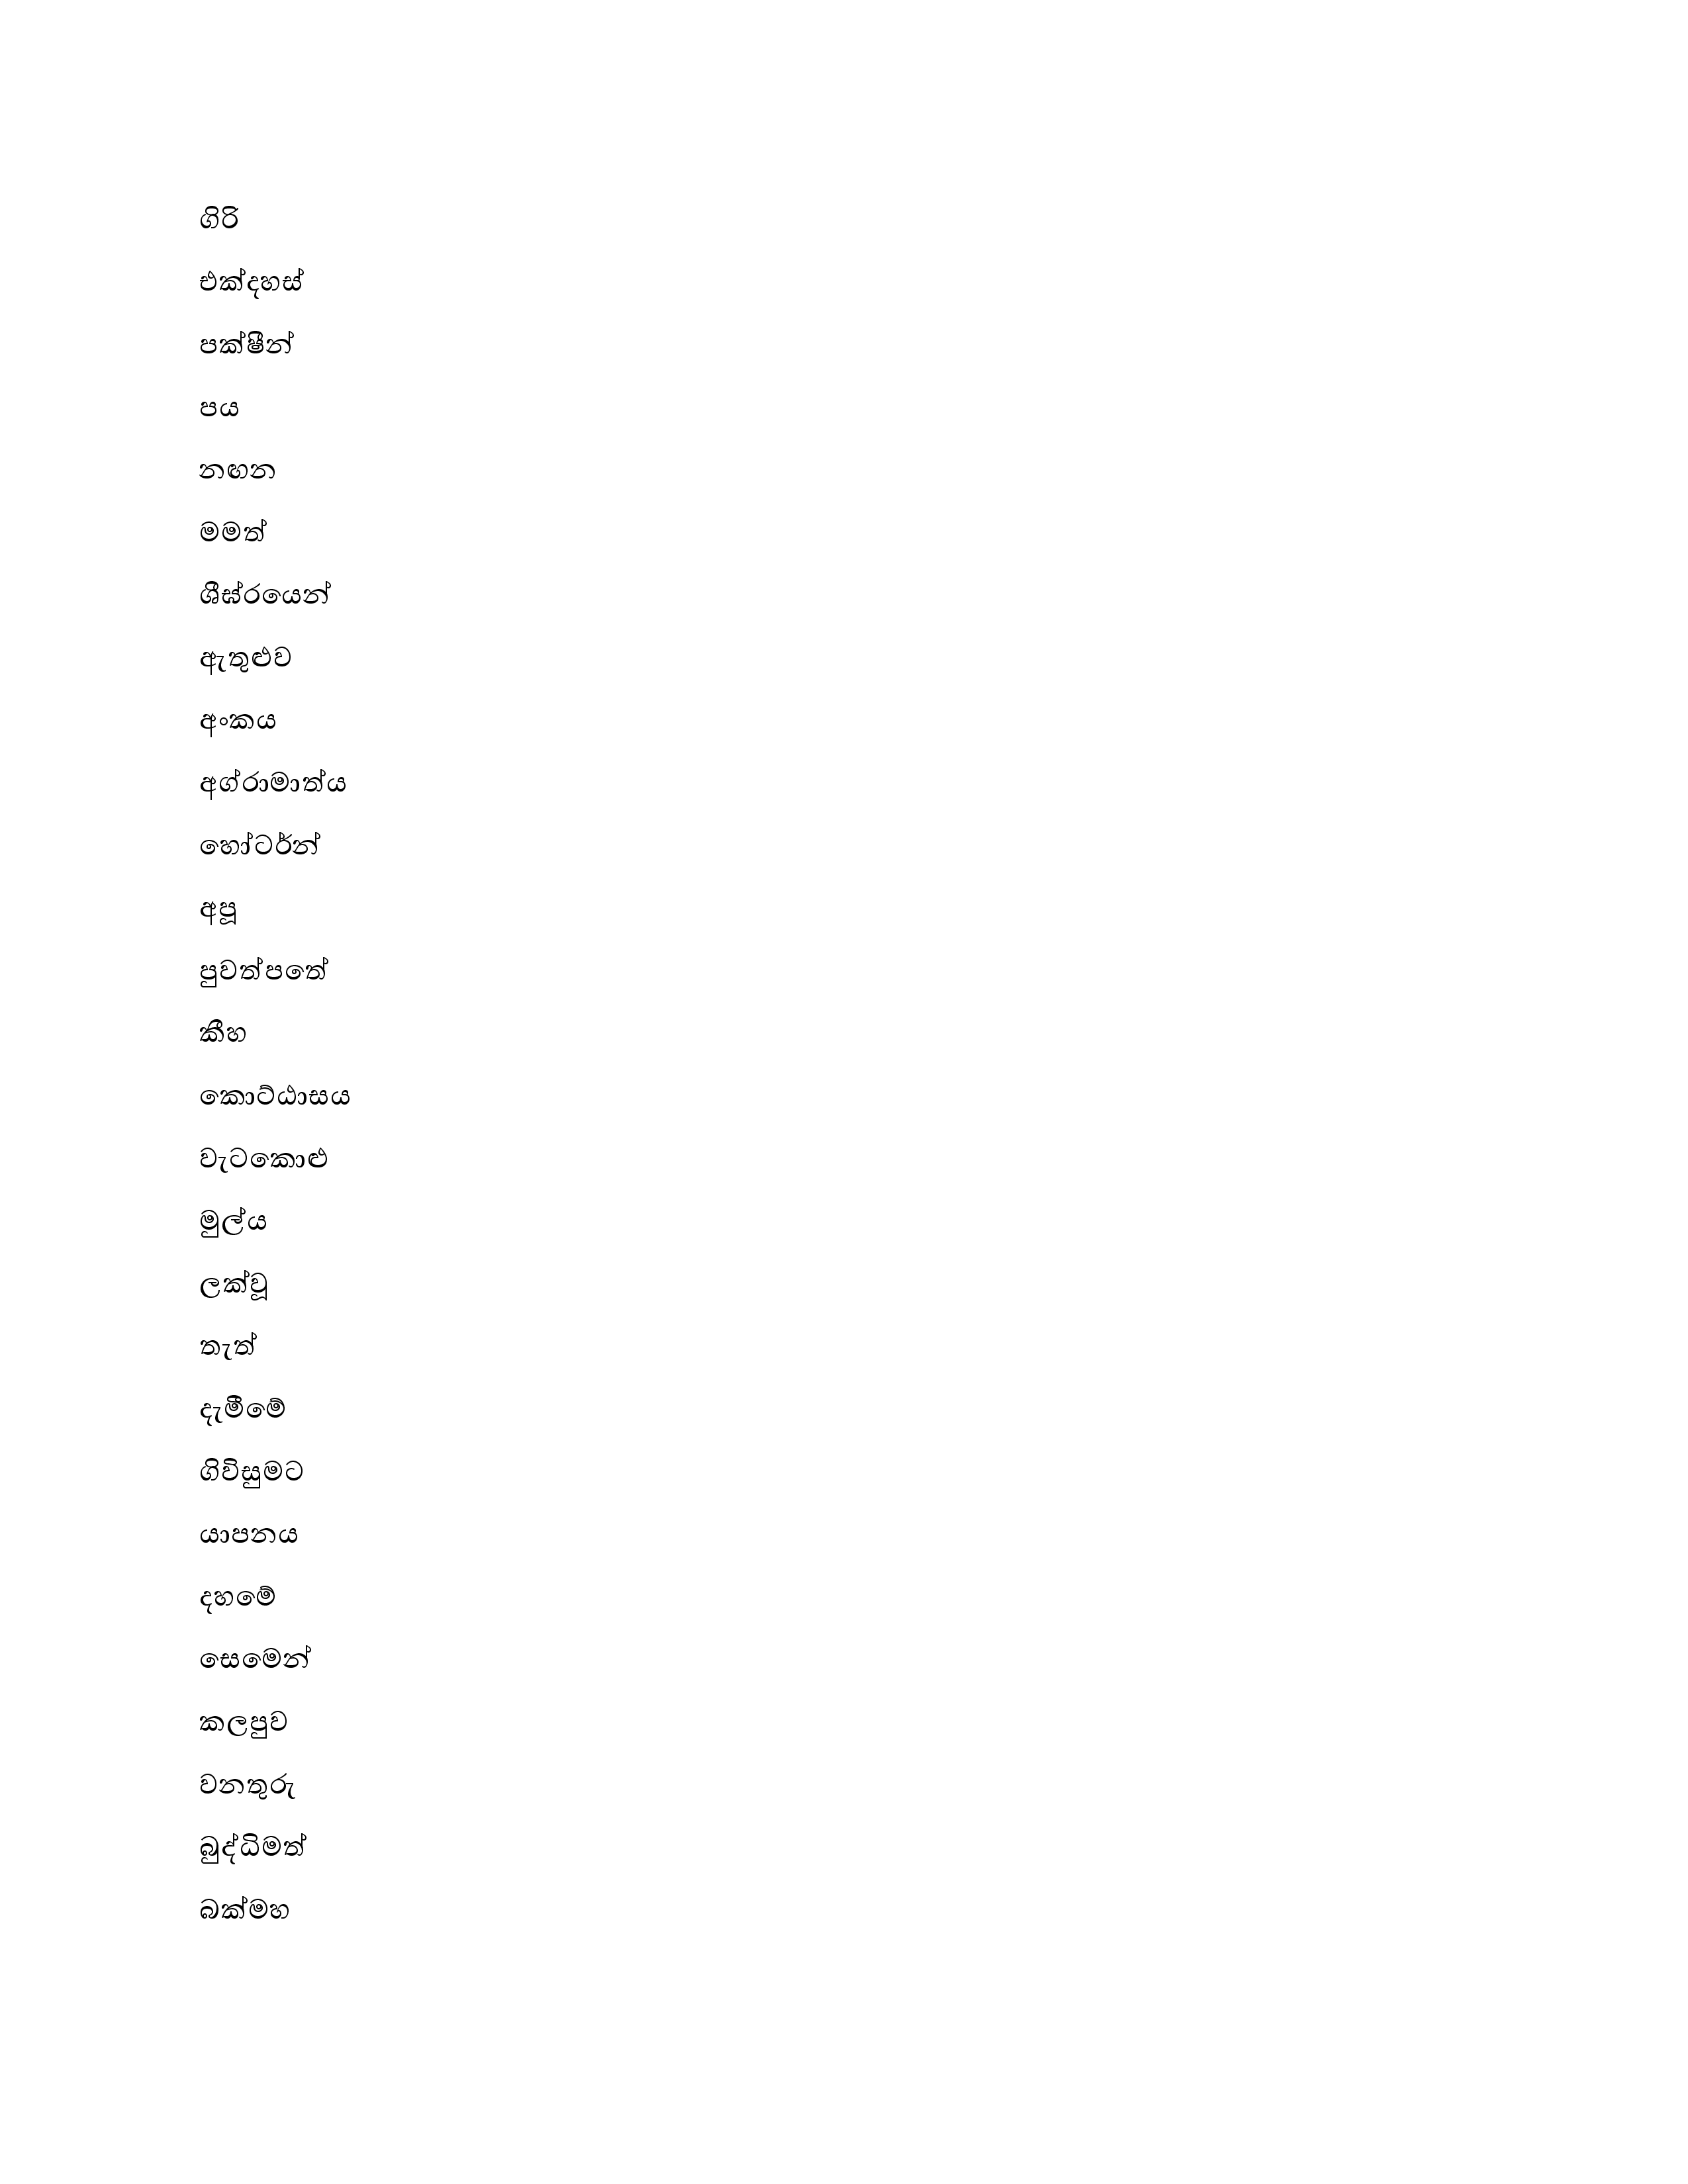 ගිරි
එක්දහස්
පක්ෂීන්
පය
නඟන
මමත්
ශීඝ්රයෙන්
ඇතුළුව
අංකය
අග්රාමාත්ය
හෝටර්න්
අපූ
පුවත්පතේ
කීහ
කොට්ඨාසය
වැටකොළු
මුල්ය
ලක්වූ
තැත්
දැමීමේ
ගිවිසුමට
යාපනය
දහමේ
සෙමෙන්
කලපුව
වනතුරු
බුද්ධිමත්
බක්මහ